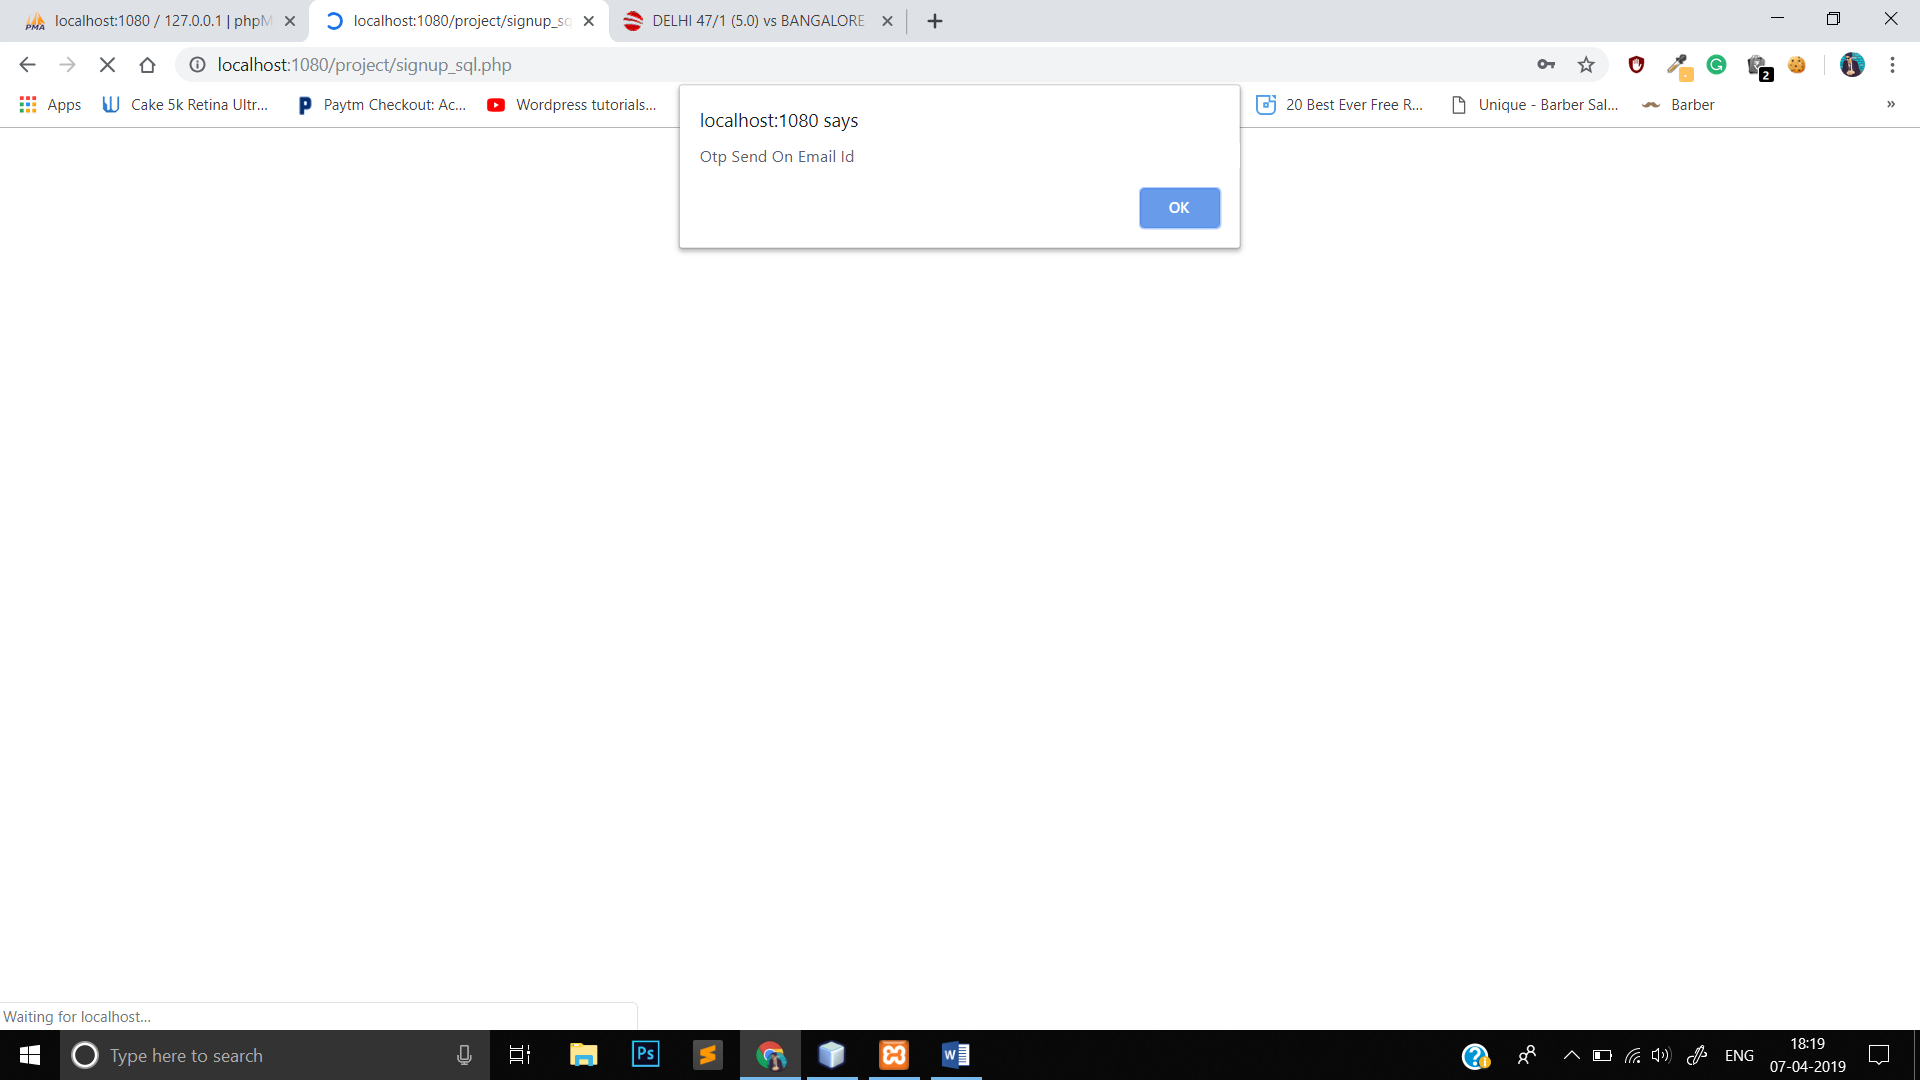 localhost:1080 / 127.0.0.1 | phpM
localhost:1080/project/signup_sq
DELHI 47/1 (5.0) vs BANGALORE
localhost:1080/project/signup_sql.php
2
Apps
Cake 5k Retina Ultr...
Paytm Checkout: Ac...
Wordpress tutorials...
20 Best Ever Free R...
Unique - Barber Sal...
Barber
»
localhost:1080 says
Otp Send On Email Id
OK
Waiting for localhost...
Type here to search
Ps
ENG
18:19
07-04-2019